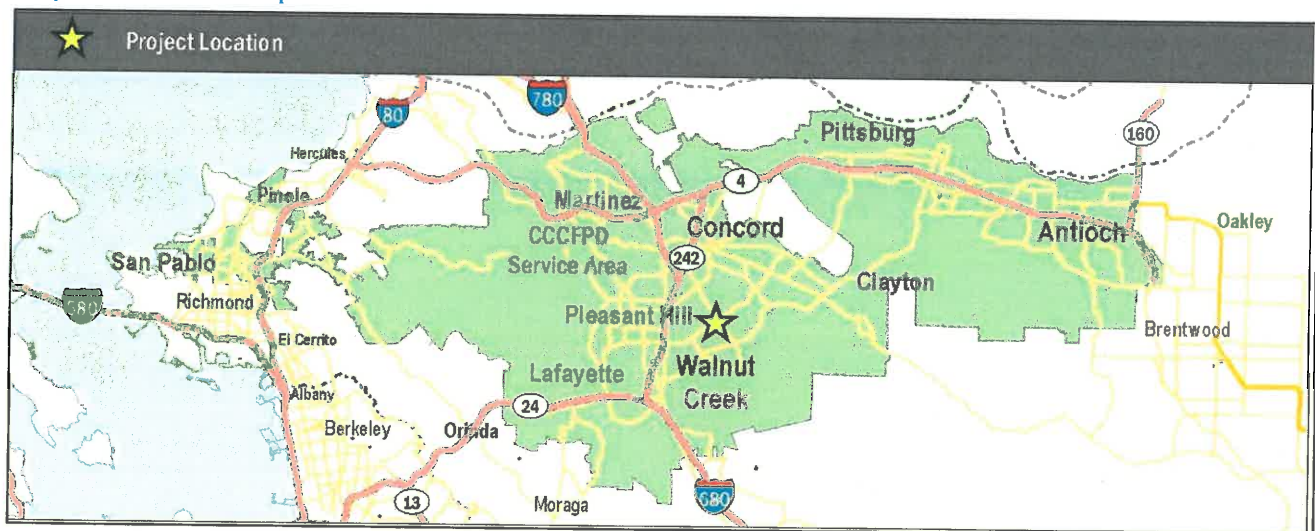 Project Location
80
780
160
Pittsburg
Hercules
4
Pinole
Martinez
Concord
Oakley
CCCFPD
Antioch
San Pablo
242
Service Area
Clayton
Richmond
680
Pleasant Hill
Brentwood
El Cerrito
Walnut
Lafayette
Creek
Albany
24
Berkeley
Orinda
13
Moraga
680